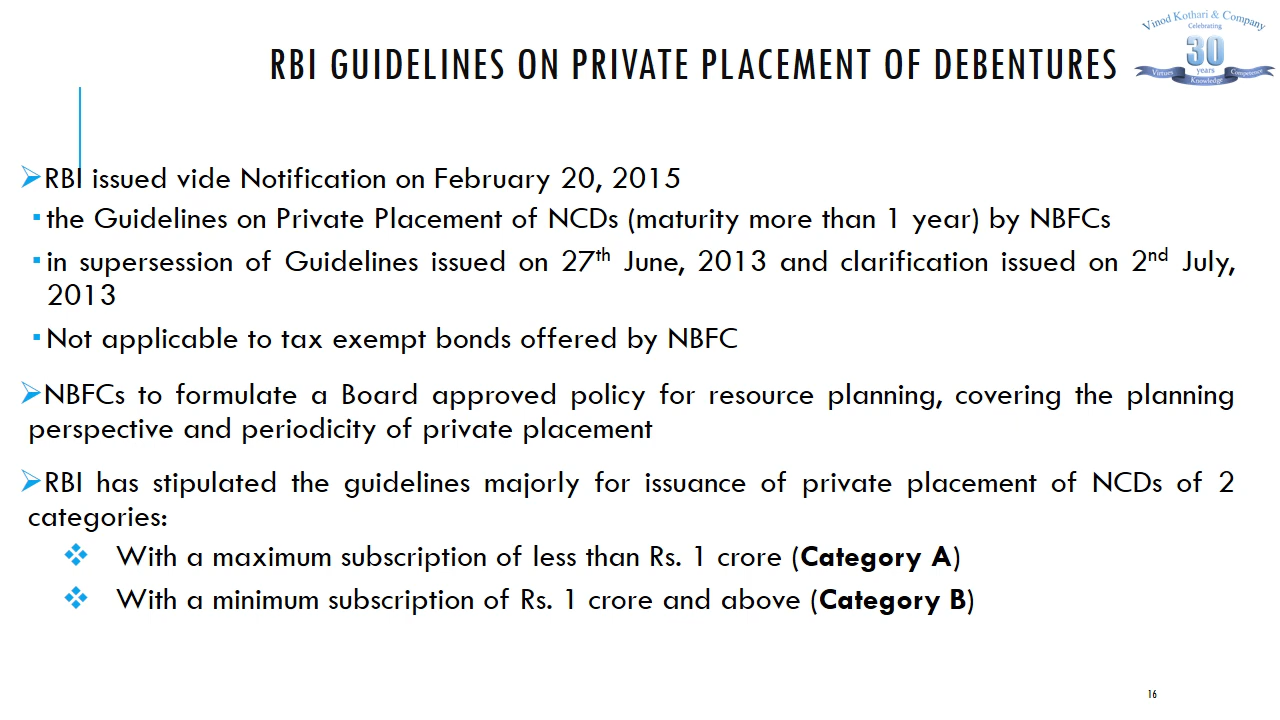 RBI GUIDELINES ON PRIVATE PLACEMENT OF DEBENTURES
Vinod Kothari & Company
Celebrating
30
years
Virtues
Knowledge
Competence
➢RBI issued vide Notification on February 20, 2015
▪the Guidelines on Private Placement of NCDs (maturity more than 1 year) by NBFCs
▪in supersession of Guidelines issued on 27th June, 2013 and clarification issued on 2nd July,
2013
▪Not applicable to tax exempt bonds offered by NBFC
➢NBFCs to formulate a Board approved policy for resource planning, covering the planning
perspective and periodicity of private placement
➢RBI has stipulated the guidelines majorly for issuance of private placement of NCDs of 2
categories:
❖ With a maximum subscription of less than Rs. 1 crore (Category A)
❖ With a minimum subscription of Rs. 1 crore and above (Category B)
16